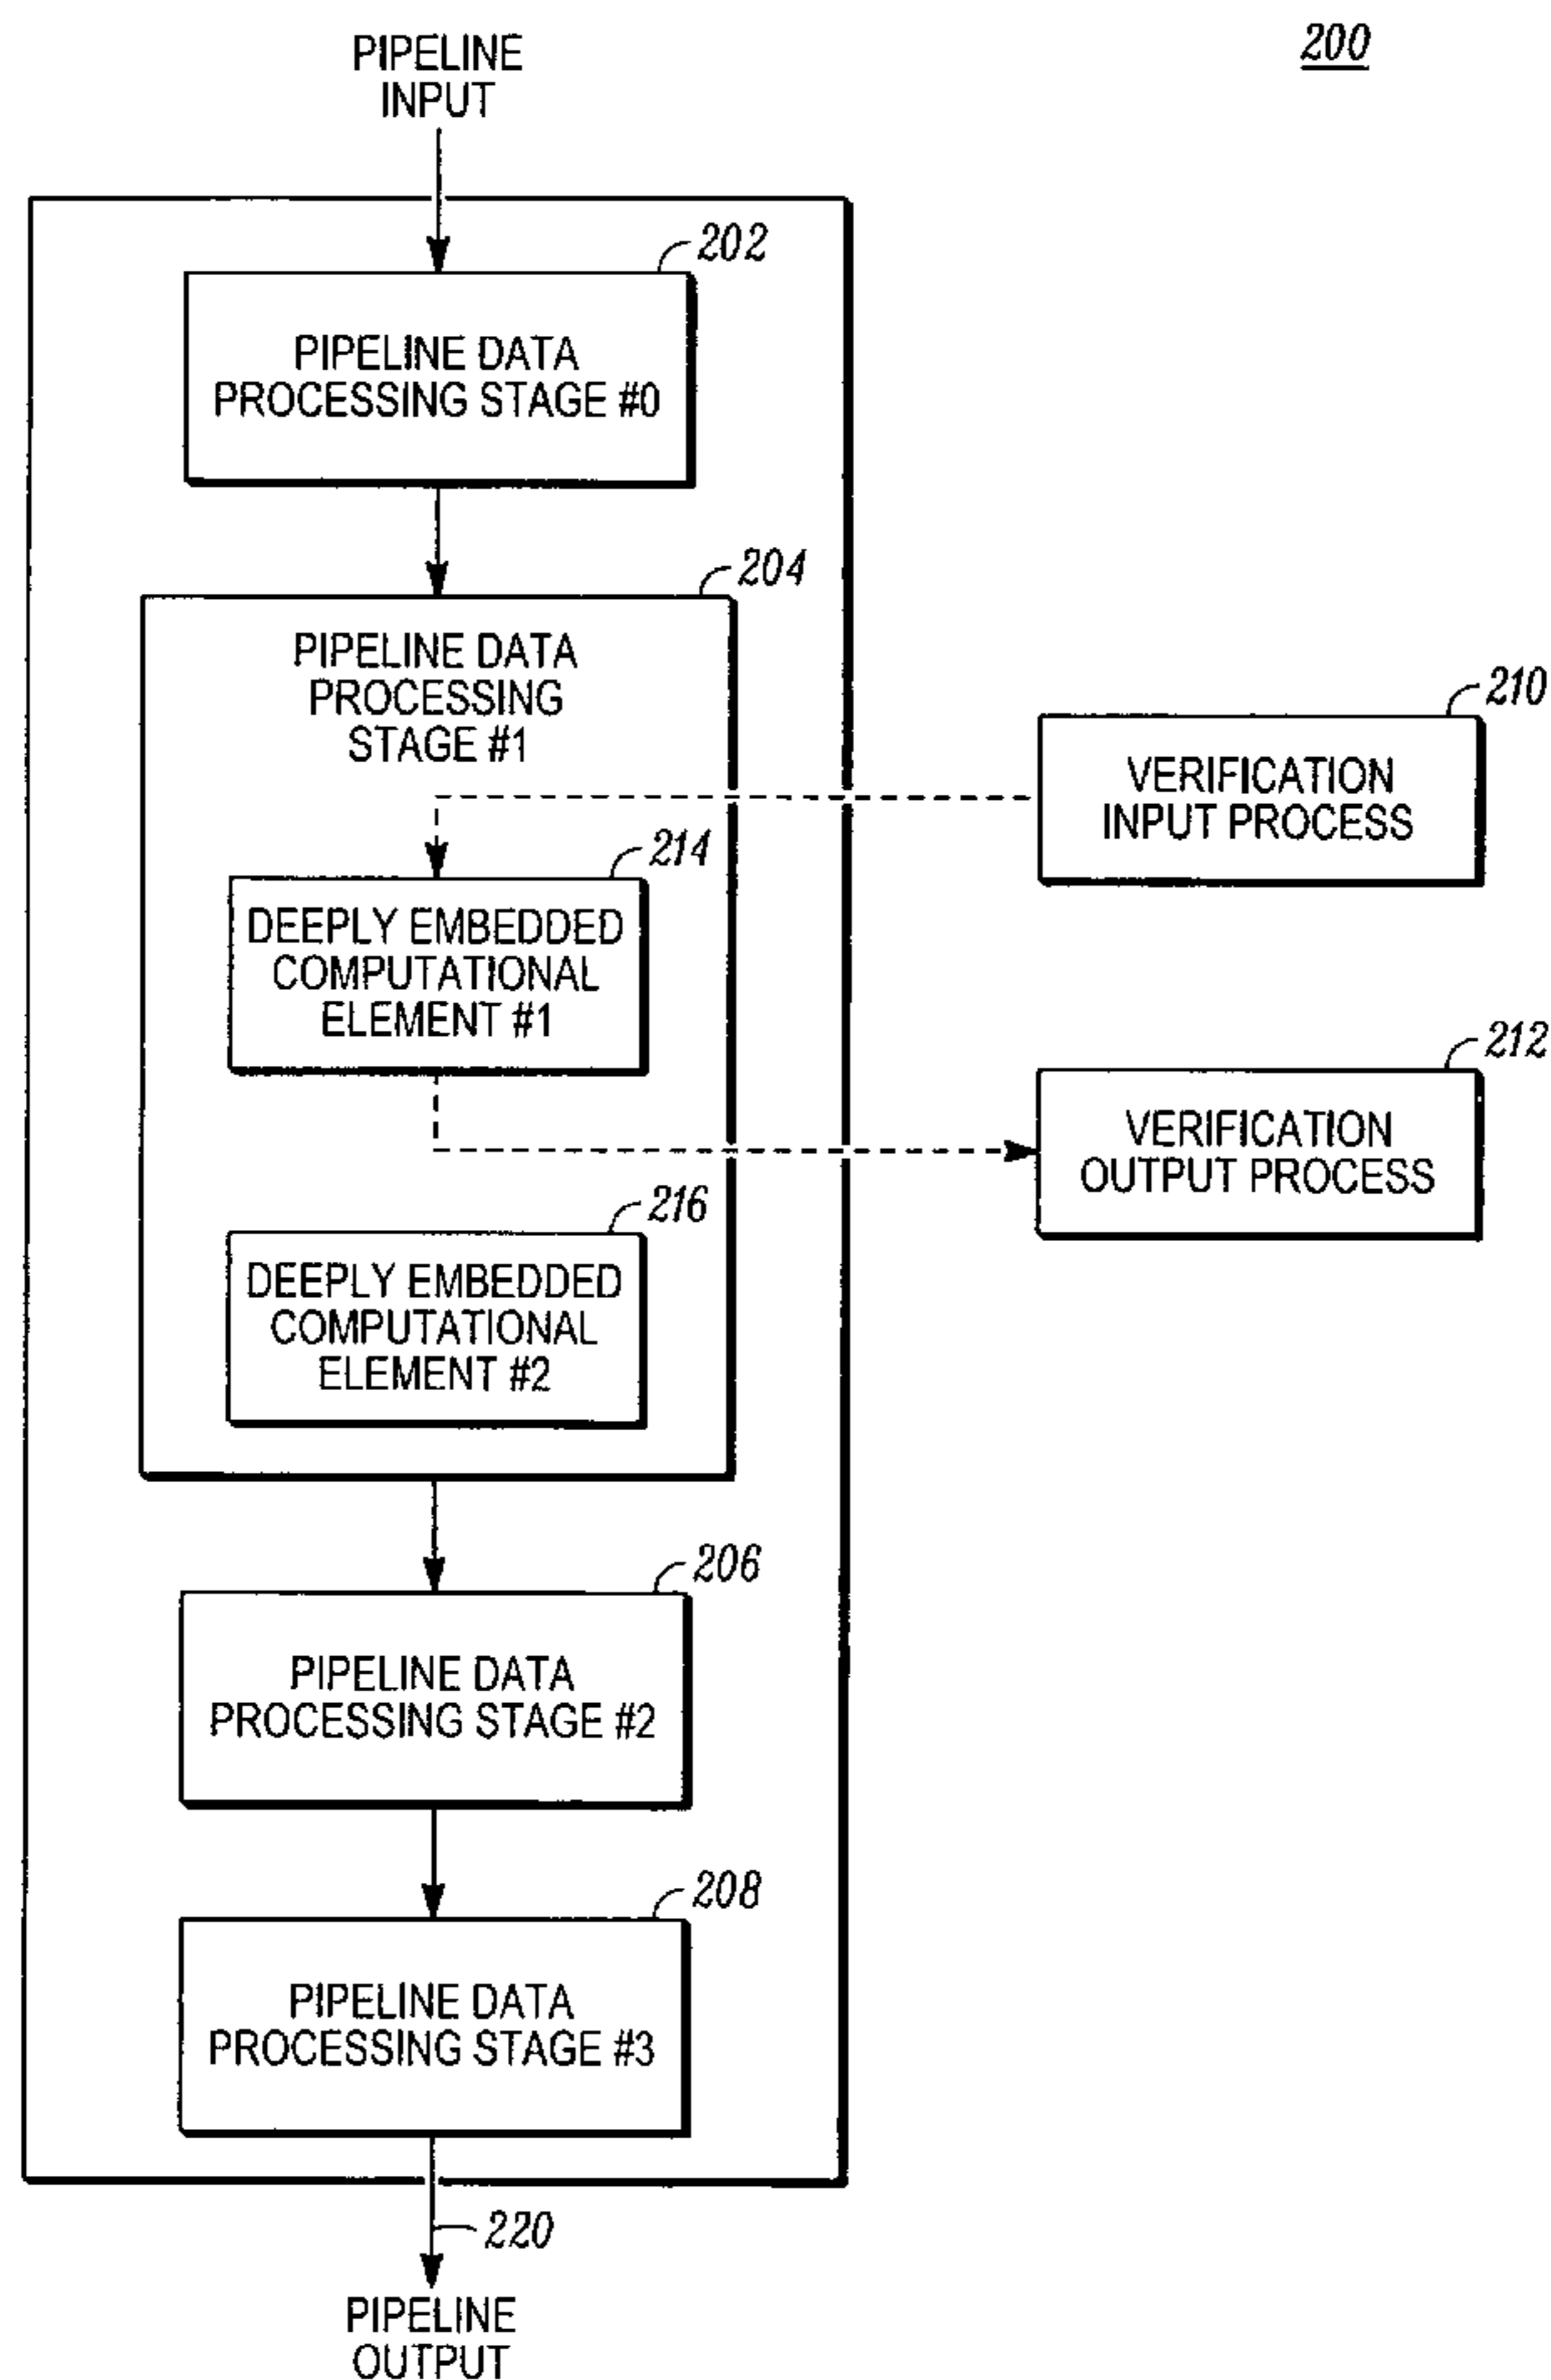 200
PIPELINE
INPUT
202
PIPELINE DATA
PROCESSING STAGE #0
204
PIPELINE DATA
PROCESSING
STAGE #1
210
VERIFICATION
INPUT PROCESS
214
DEEPLY EMBEDDED
COMPUTATIONAL
ELEMENT #1
212
VERIFICATION
OUTPUT PROCESS
216
DEEPLY EMBEDDED
COMPUTATIONAL
ELEMENT #2
206
PIPELINE DATA
PROCESSING STAGE #2
208
PIPELINE DATA
PROCESSING STAGE #3
220
PIPELINE
OUTPUT